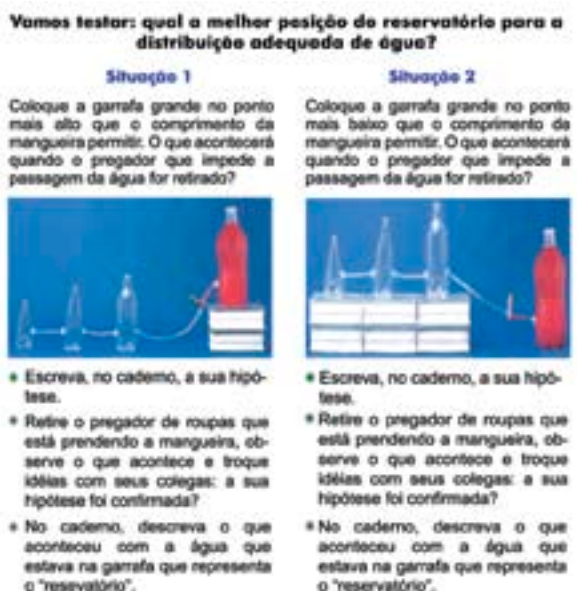 Vamos testar: qual a melhor posição do reservatório para a
distribuição adequada de água?
Situação 1
Coloque a garrafa grande no ponto
mais alto que o comprimento da
mangueira permitir. O que acontecerá
quando o pregador que impede a
passagem da água for retirado?
• Escreva, no caderno, a sua hipó-
tese.
• Retire o pregador de roupas que
está prendendo a mangueira, ob-
serve o que acontece e troque
idéias com seus colegas: a sua
hipótese foi confirmada?
• No caderno, descreva o que
aconteceu com a água que
estava na garrafa que representa
o "resevatório".
Situação 2
Coloque a garrafa grande no ponto
mais baixo que o comprimento da
mangueira permitir. O que acontecerá
quando o pregador que impede a
passagem da água for retirado?
• Escreva, no caderno, a sua hipó-
tese.
• Retire o pregador de roupas que
está prendendo a mangueira, ob-
serve o que acontece e troque
idéias com seus colegas: a sua
hipótese foi confirmada?
• No caderno, descreva o que
aconteceu com a água que
estava na garrafa que representa
o "reservatório".